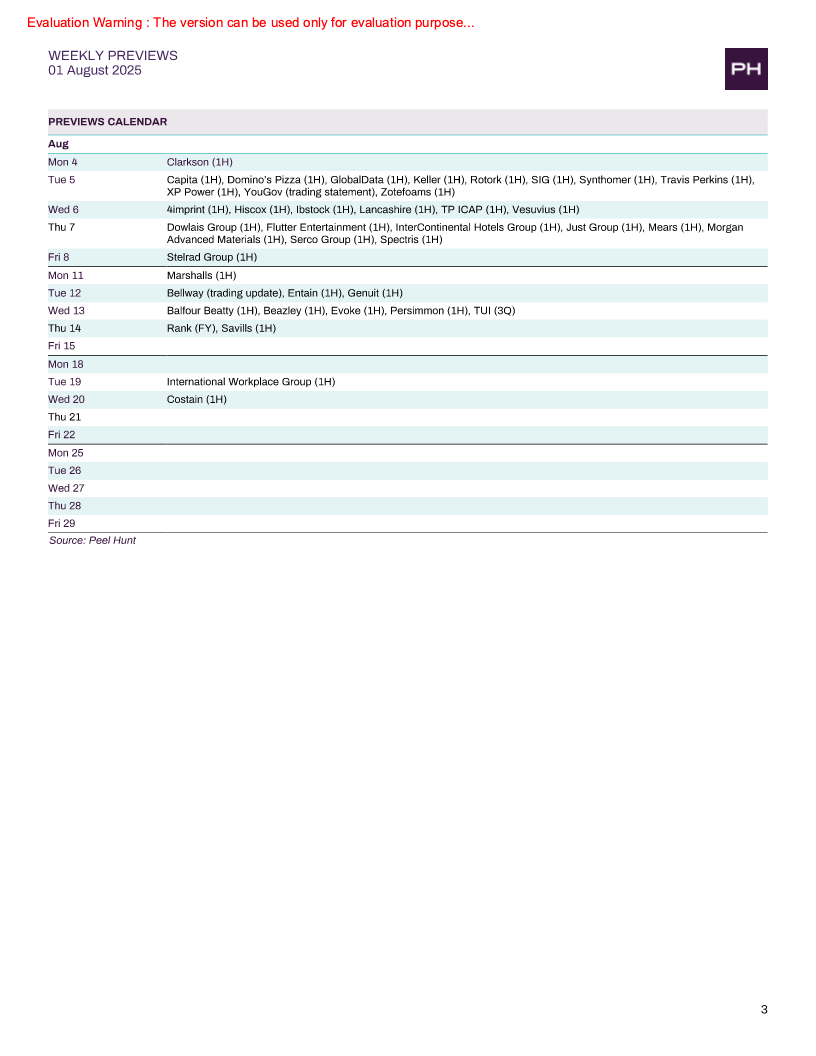 Evaluation Warning : The version can be used only for evaluation purpose...
WEEKLY PREVIEWS
01 August 2025
PH
PREVIEWS CALENDAR
Aug
Mon 4 Clarkson (1H)
Tue 5 Capita (1H), Domino's Pizza (1H), GlobalData (1H), Keller (1H), Rotork (1H), SIG (1H), Synthomer (1H), Travis Perkins (1H),
XP Power (1H), YouGov (trading statement), Zotefoams (1H)
Wed 6 4imprint (1H), Hiscox (1H), Ibstock (1H), Lancashire (1H), TP ICAP (1H), Vesuvius (1H)
Thu 7 Dowlais Group (1H), Flutter Entertainment (1H), InterContinental Hotels Group (1H), Just Group (1H), Mears (1H), Morgan
Advanced Materials (1H), Serco Group (1H), Spectris (1H)
Fri 8 Stelrad Group (1H)
Mon 11 Marshalls (1H)
Tue 12 Bellway (trading update), Entain (1H), Genuit (1H)
Wed 13 Balfour Beatty (1H), Beazley (1H), Evoke (1H), Persimmon (1H), TUI (3Q)
Thu 14 Rank (FY), Savills (1H)
Fri 15
Mon 18
Tue 19 International Workplace Group (1H)
Wed 20 Costain (1H)
Thu 21
Fri 22
Mon 25
Tue 26
Wed 27
Thu 28
Fri 29
Source: Peel Hunt
3